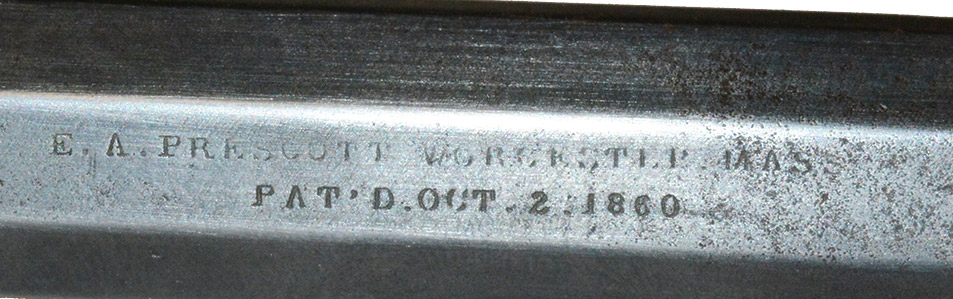 E.A.PRESCOTT WORCESTER.MASS
PAT'D.OCT.2.1860